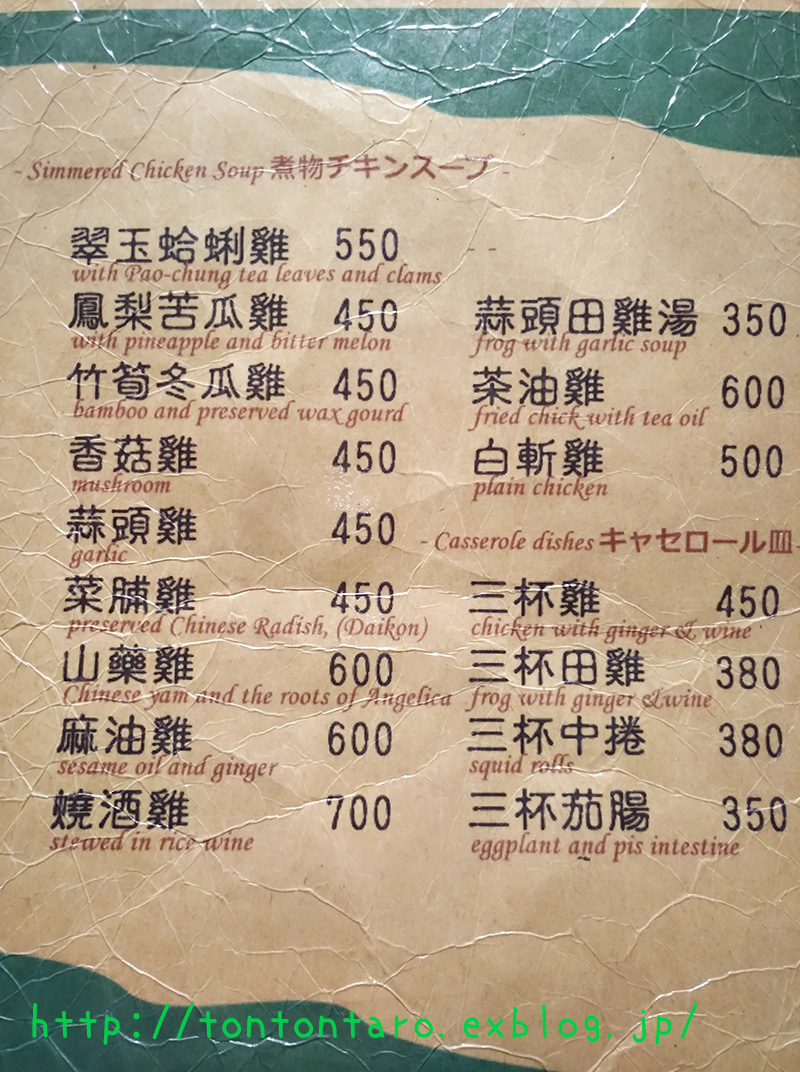 - Simmered Chicken Soup 煮物チキンスープ -
翠玉蛤蜊雞 550
with Pao-chung tea leaves and clams
鳳梨苦瓜雞 450
with pineapple and bitter melon
竹筍冬瓜雞 450
bamboo and preserved wax gourd
香菇雞 450
mushroom
蒜頭雞 450
garlic
菜脯雞 450
preserved Chinese Radish, (Daikon)
山藥雞 600
Chinese yam and the roots of Angelica
麻油雞 600
sesame oil and ginger
燒酒雞 700
stewed in rice wine
- -
蒜頭田雞湯 350
frog with garlic soup
茶油雞 600
fried chick with tea oil
白斬雞 500
plain chicken
- Casserole dishes キャセロール皿 -
三杯雞 450
chicken with ginger & wine
三杯田雞 380
frog with ginger & wine
三杯中捲 380
squid rolls
三杯茄腸 350
eggplant and pis intestine
http://tontontaro.exblog.jp/